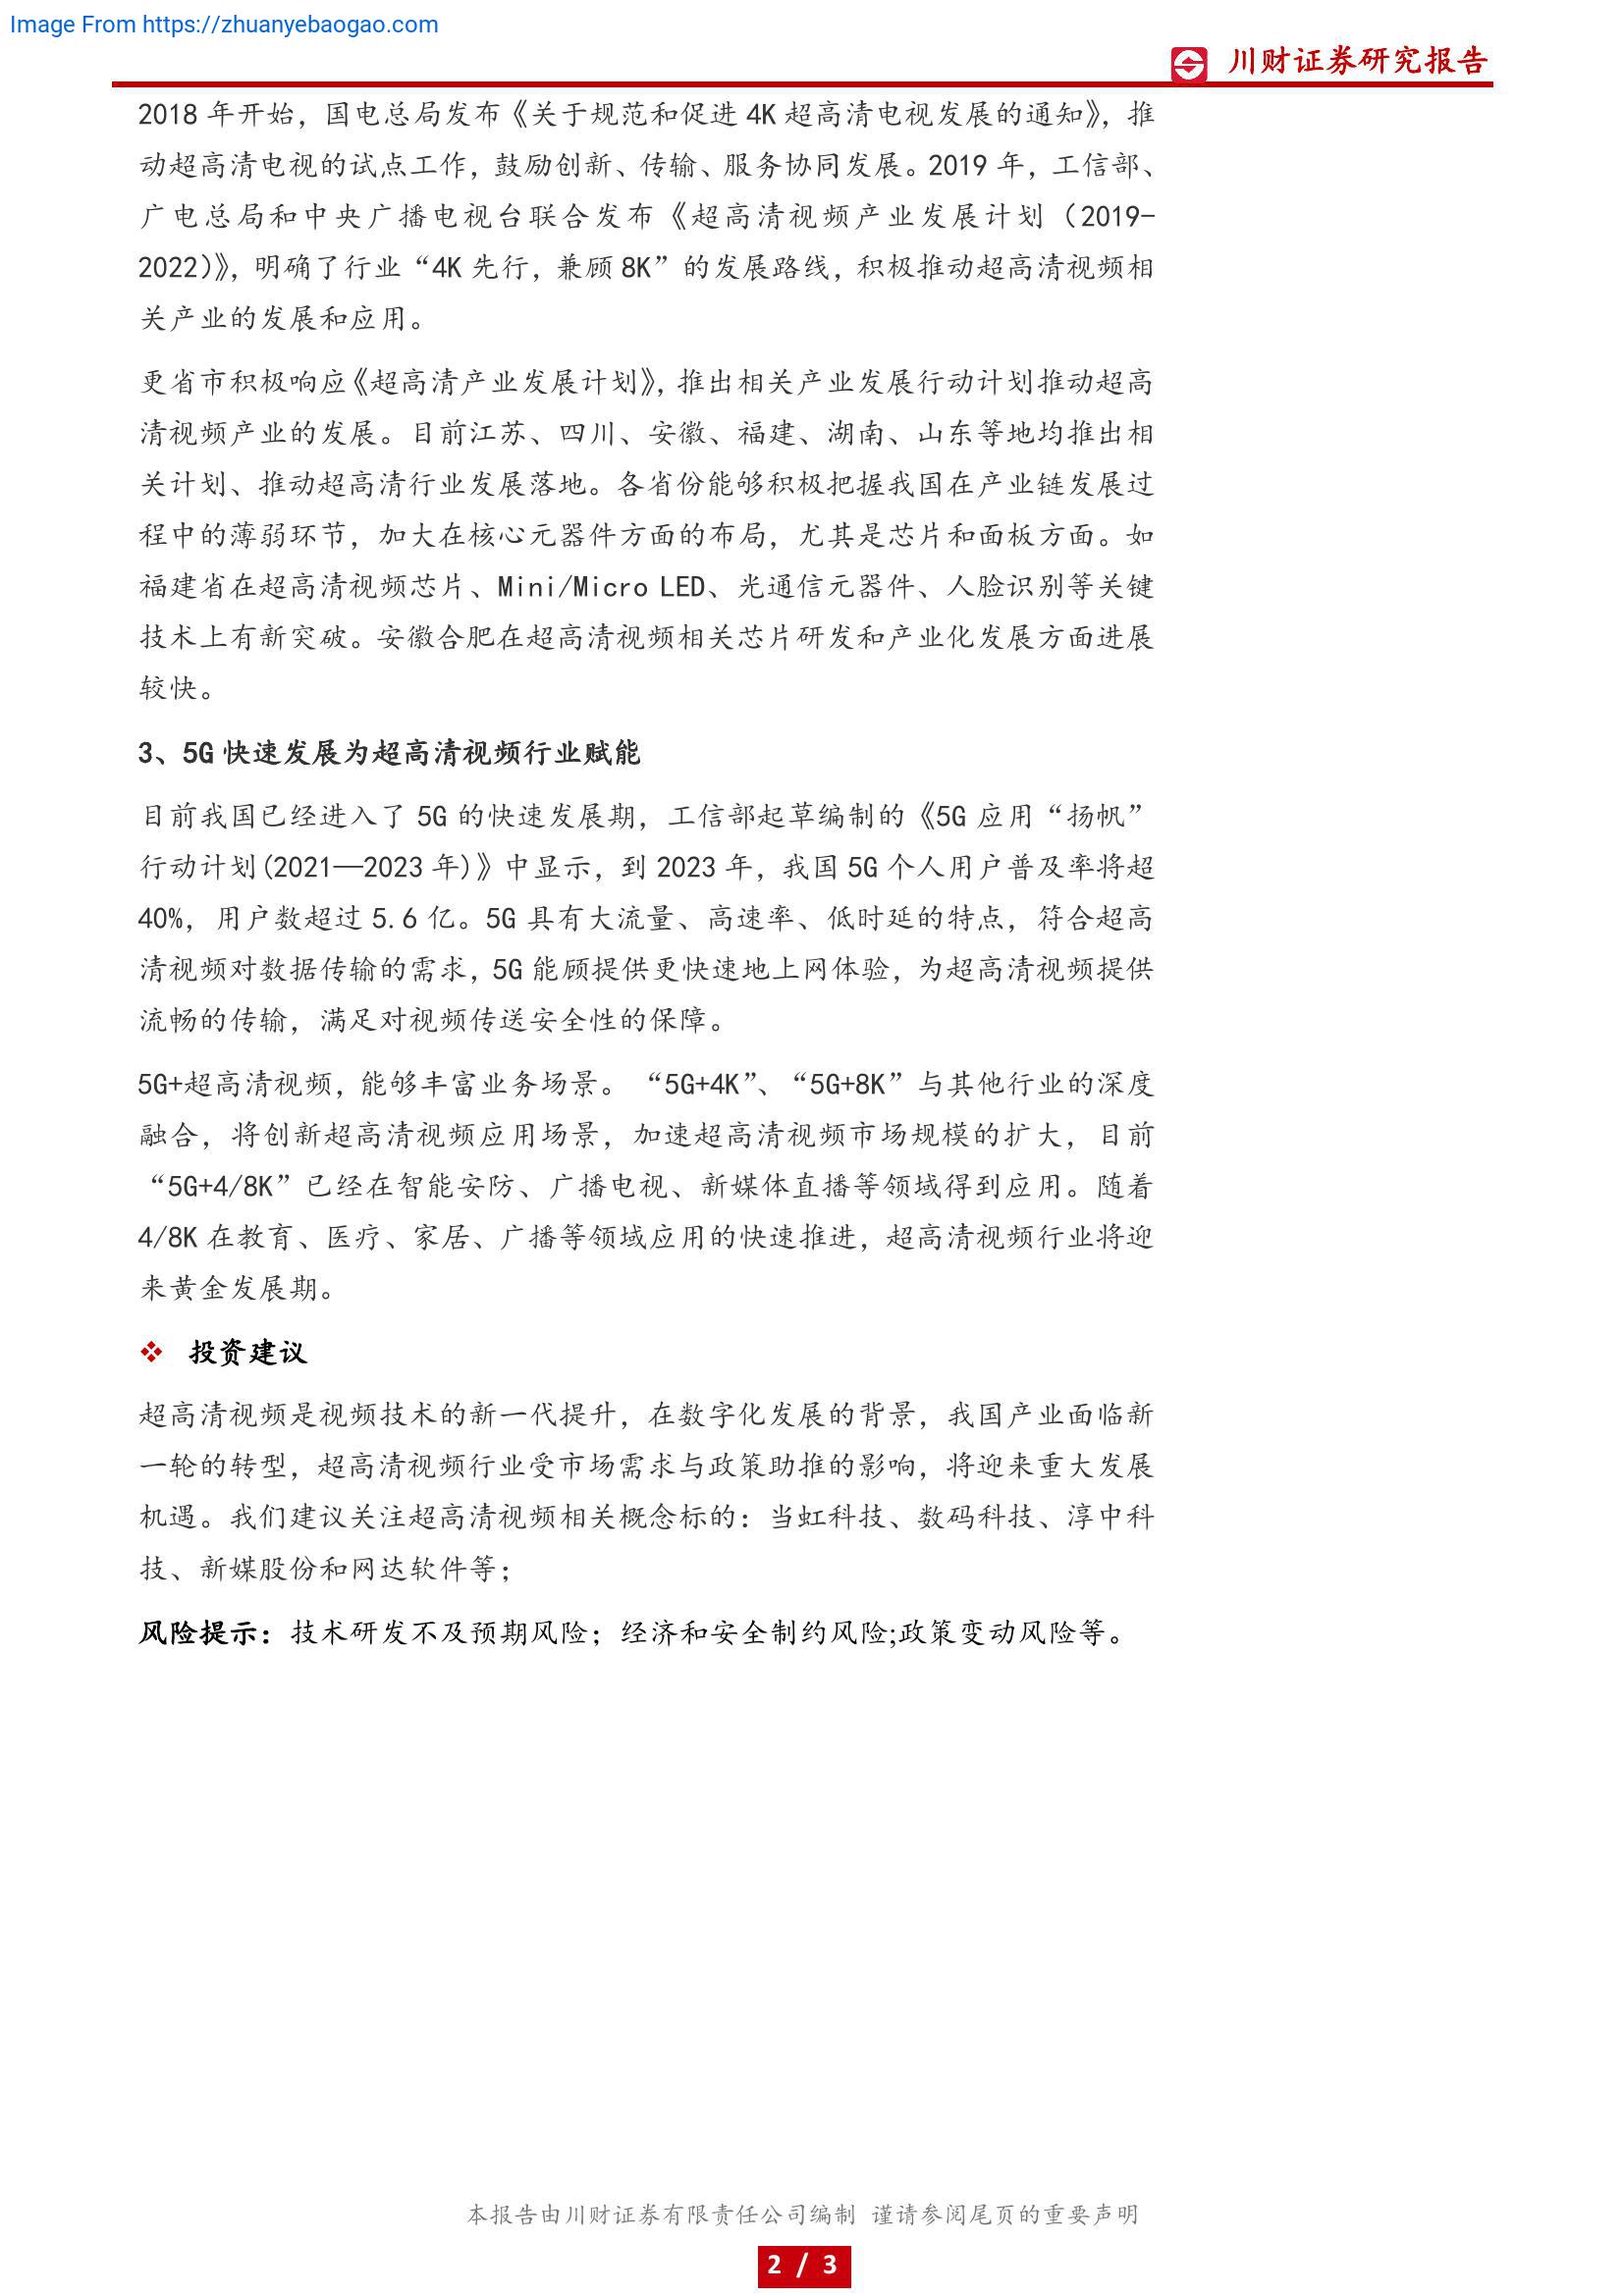 Image From https://zhuanyebaogao.com
川财证券研究报告
2018 年开始，国电总局发布《关于规范和促进 4K 超高清电视发展的通知》，推
动超高清电视的试点工作，鼓励创新、传输、服务协同发展。2019 年，工信部、
广电总局和中央广播电视台联合发布《超高清视频产业发展计划（2019-
2022)》，明确了行业“4K 先行，兼顾 8K”的发展路线，积极推动超高清视频相
关产业的发展和应用。
更省市积极响应《超高清产业发展计划》，推出相关产业发展行动计划推动超高
清视频产业的发展。目前江苏、四川、安徽、福建、湖南、山东等地均推出相
关计划、推动超高清行业发展落地。各省份能够积极把握我国在产业链发展过
程中的薄弱环节，加大在核心元器件方面的布局，尤其是芯片和面板方面。如
福建省在超高清视频芯片、Mini/Micro LED、光通信元器件、人脸识别等关键
技术上有新突破。安徽合肥在超高清视频相关芯片研发和产业化发展方面进展
较快。
3、5G 快速发展为超高清视频行业赋能
目前我国已经进入了 5G 的快速发展期，工信部起草编制的《5G 应用“扬帆”
行动计划(2021—2023 年)》中显示，到 2023 年，我国 5G 个人用户普及率将超
40%，用户数超过 5.6 亿。5G 具有大流量、高速率、低时延的特点，符合超高
清视频对数据传输的需求，5G 能顾提供更快速地上网体验，为超高清视频提供
流畅的传输，满足对视频传送安全性的保障。
5G+超高清视频，能够丰富业务场景。 “5G+4K”、“5G+8K”与其他行业的深度
融合，将创新超高清视频应用场景，加速超高清视频市场规模的扩大，目前
“5G+4/8K”已经在智能安防、广播电视、新媒体直播等领域得到应用。随着
4/8K 在教育、医疗、家居、广播等领域应用的快速推进，超高清视频行业将迎
来黄金发展期。
❖ 投资建议
超高清视频是视频技术的新一代提升，在数字化发展的背景，我国产业面临新
一轮的转型，超高清视频行业受市场需求与政策助推的影响，将迎来重大发展
机遇。我们建议关注超高清视频相关概念标的：当虹科技、数码科技、淳中科
技、新媒股份和网达软件等；
风险提示：技术研发不及预期风险；经济和安全制约风险;政策变动风险等。
本报告由川财证券有限责任公司编制 谨请参阅尾页的重要声明
2 / 3